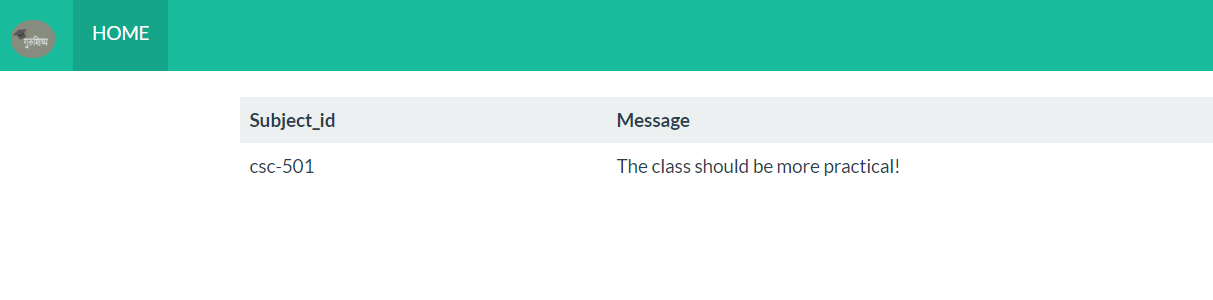 गुरुशिष्य
HOME
Subject_id Message
csc-501 The class should be more practical!